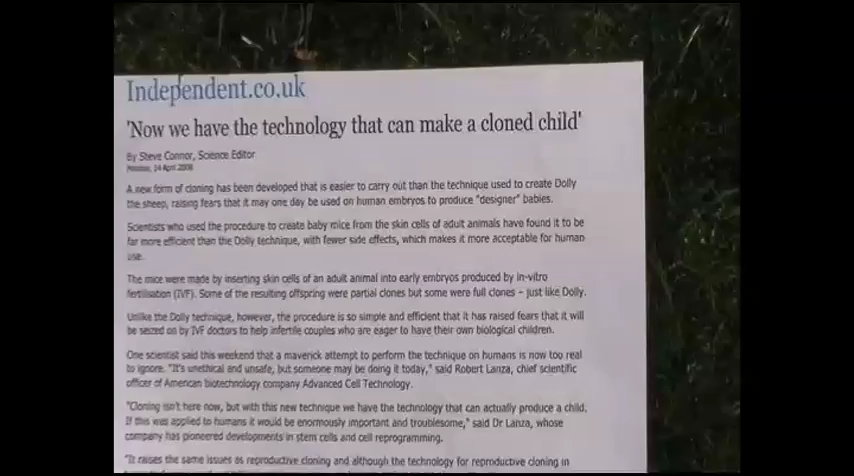 Independent.co.uk
'Now we have the technology that can make a cloned child'
By Steve Connor, Science Editor
Monday, 14 April 2008
A new form of cloning has been developed that is easier to carry out than the technique used to create Dolly
the sheep, raising fears that it may one day be used on human embryos to produce "designer" babies.
Scientists who used the procedure to create baby mice from the skin cells of adult animals have found it to be
far more efficient than the Dolly technique, with fewer side effects, which makes it more acceptable for human
use.
The mice were made by inserting skin cells of an adult animal into early embryos produced by in-vitro
fertilisation (IVF). Some of the resulting offspring were partial clones but some were full clones – just like Dolly.
Unlike the Dolly technique, however, the procedure is so simple and efficient that it has raised fears that it will
be seized on by IVF doctors to help infertile couples who are eager to have their own biological children.
One scientist said this weekend that a maverick attempt to perform the technique on humans is now too real
to ignore. "It's unethical and unsafe, but someone may be doing it today," said Robert Lanza, chief scientific
officer of American biotechnology company Advanced Cell Technology.
"Cloning isn't here now, but with this new technique we have the technology that can actually produce a child.
If this was applied to humans it would be enormously important and troublesome," said Dr Lanza, whose
company has pioneered developments in stem cells and cell reprogramming.
"It raises the same issues as reproductive cloning and although the technology for reproductive cloning in